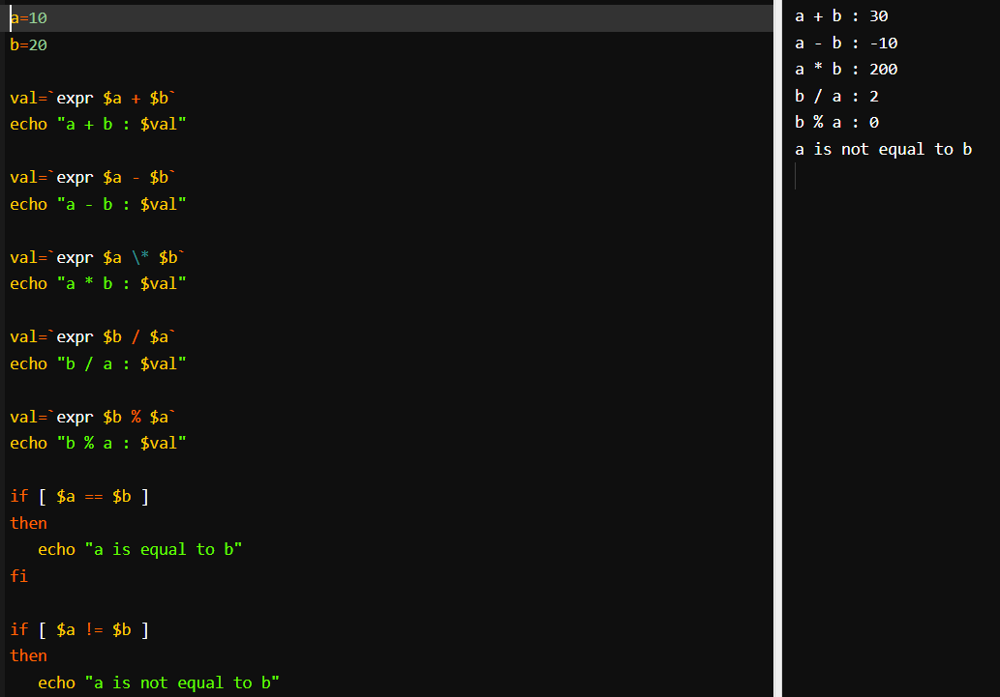 a=10
b=20
val=`expr $a + $b`
echo "a + b : $val"
val=`expr $a - $b`
echo "a - b : $val"
val=`expr $a \* $b`
echo "a * b : $val"
val=`expr $b / $a`
echo "b / a : $val"
val=`expr $b % $a`
echo "b % a : $val"
if [ $a == $b ]
then
   echo "a is equal to b"
fi
if [ $a != $b ]
then
   echo "a is not equal to b"
a + b : 30
a - b : -10
a * b : 200
b / a : 2
b % a : 0
a is not equal to b